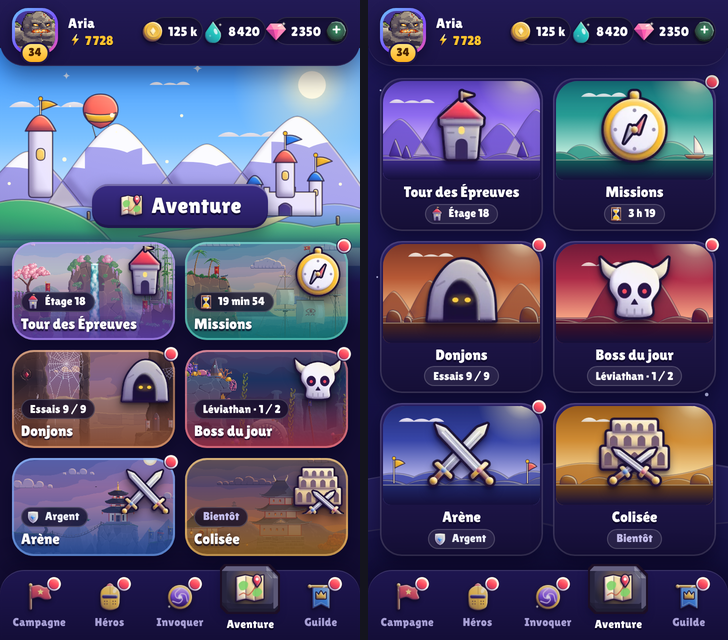 Aria
7728
34
125 k
8420
2350
Aventure
Étage 18
Tour des Épreuves
19 min 54
Missions
Essais 9 / 9
Donjons
Léviathan · 1 / 2
Boss du jour
Argent
Arène
Bientôt
Colisée
Campagne
Héros
Invoquer
Aventure
Guilde
Aria
7728
34
125 k
8420
2350
Tour des Épreuves
Étage 18
Missions
3 h 19
Donjons
Essais 9 / 9
Boss du jour
Léviathan · 1 / 2
Arène
Argent
Colisée
Bientôt
Campagne
Héros
Invoquer
Aventure
Guilde